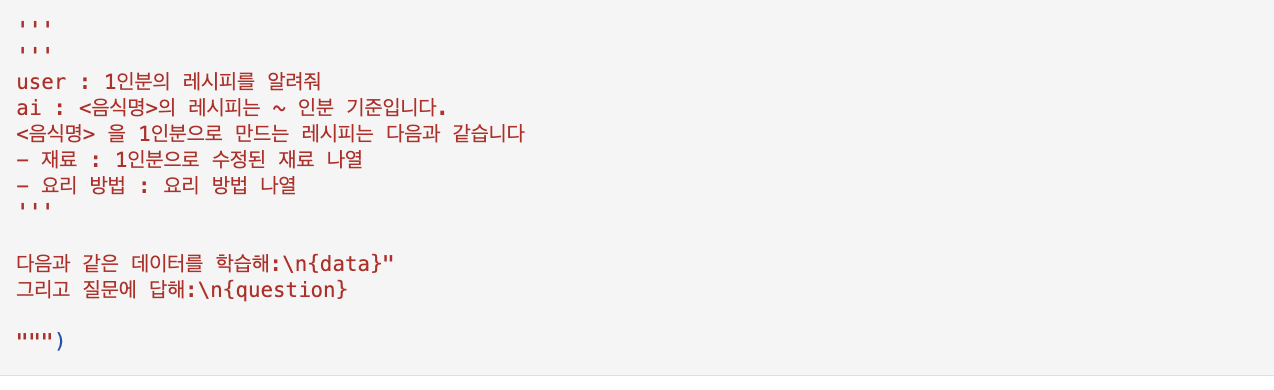 '''
'''
user : 1인분의 레시피를 알려줘
ai : <음식명>의 레시피는 ~ 인분 기준입니다.
<음식명> 을 1인분으로 만드는 레시피는 다음과 같습니다
- 재료 : 1인분으로 수정된 재료 나열
- 요리 방법 : 요리 방법 나열
'''
다음과 같은 데이터를 학습해:\n{data}"
그리고 질문에 답해:\n{question}
""")